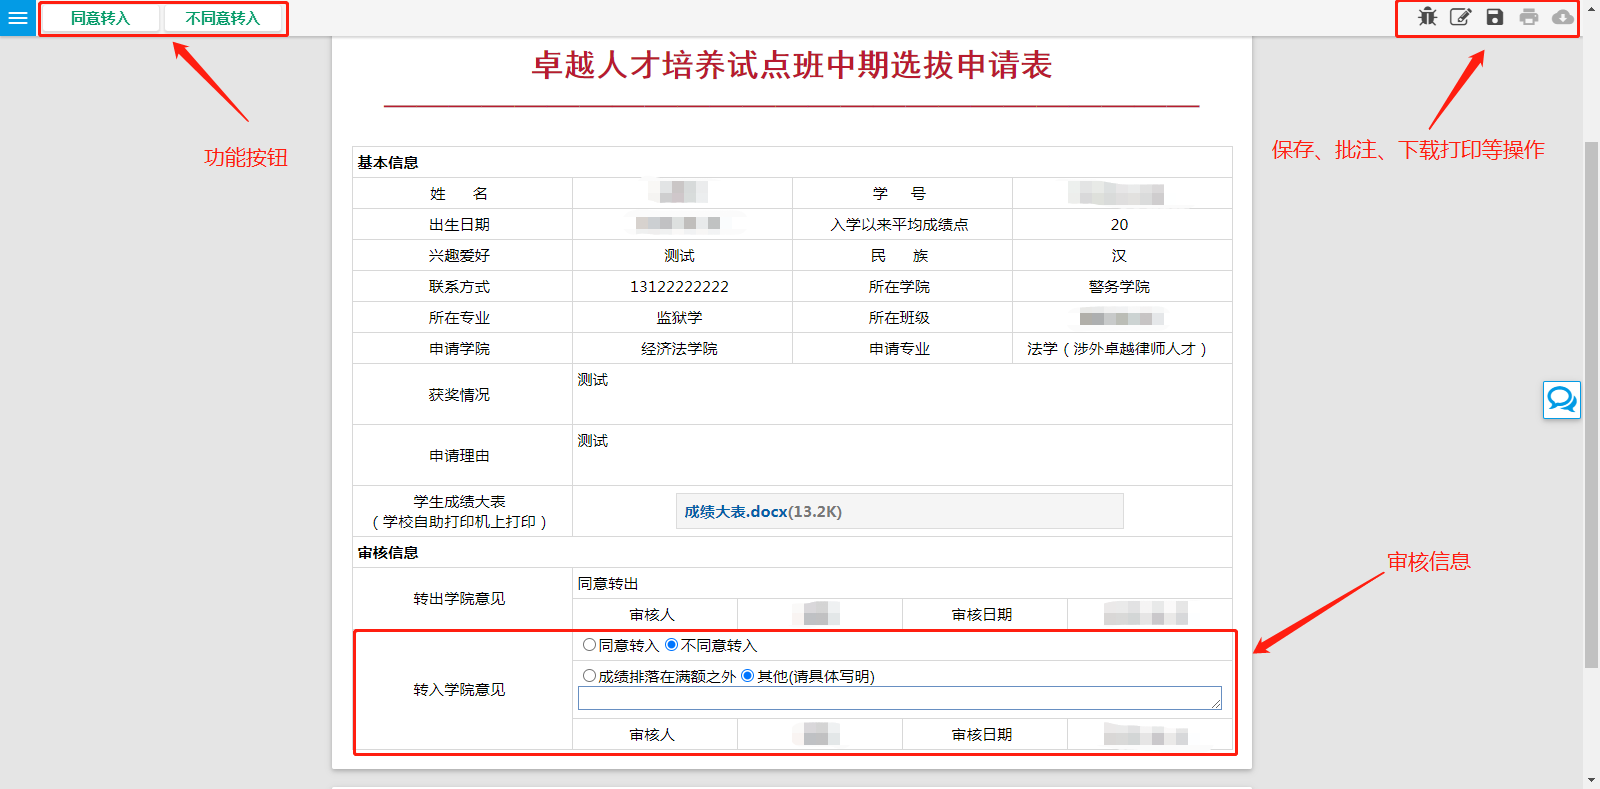 同意转入 不同意转入
卓越人才培养试点班中期选拔申请表
功能按钮
保存、批注、下载打印等操作
基本信息
姓 名 学 号
出生日期 入学以来平均成绩点 20
兴趣爱好 测试 民 族 汉
联系方式 13122222222 所在学院 警务学院
所在专业 监狱学 所在班级
申请学院 经济法学院 申请专业 法学（涉外卓越律师人才）
获奖情况 测试
申请理由 测试
学生成绩大表
（学校自助打印机上打印） 成绩大表.docx(13.2K)
审核信息
转出学院意见 同意转出
审核人 审核日期
审核信息
转入学院意见 同意转入 不同意转入
成绩排落在满额之外 其他(请具体写明)
审核人 审核日期